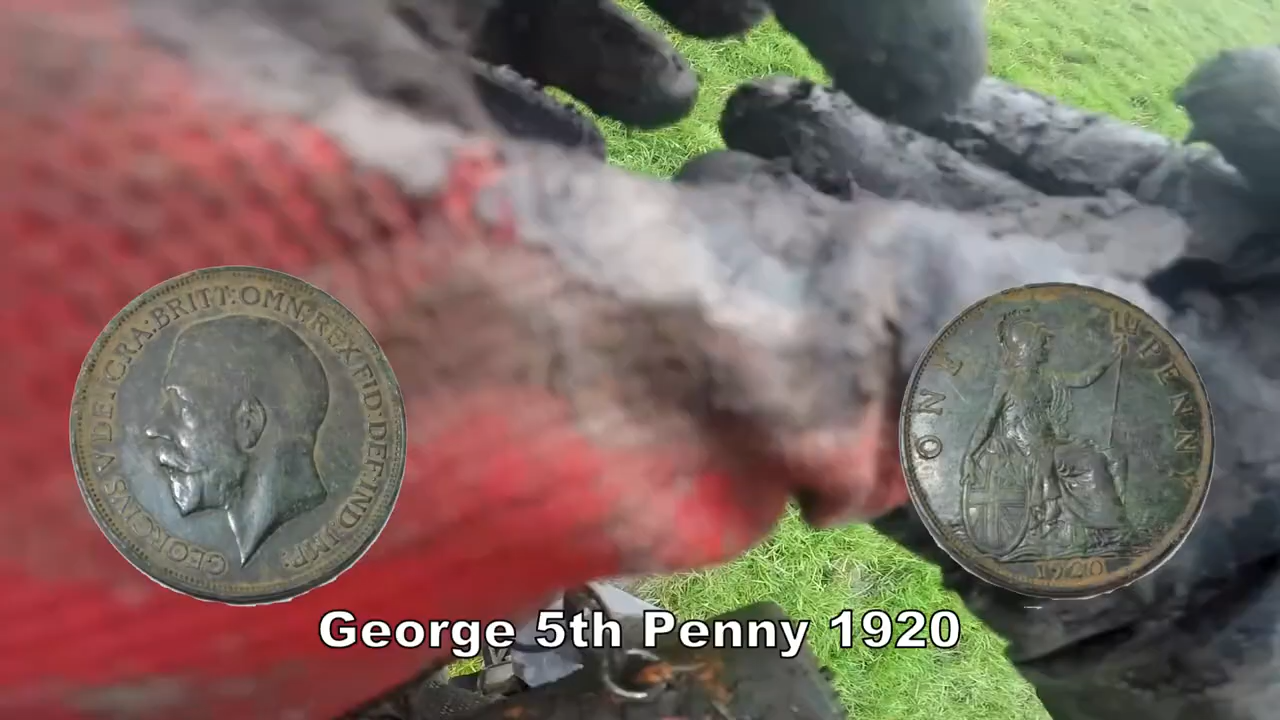 GEORGIVS V DEI GRA:BRITT:OMN:REX FID:DEF:IND:IMP:
ONE PENNY
1920
George 5th Penny 1920